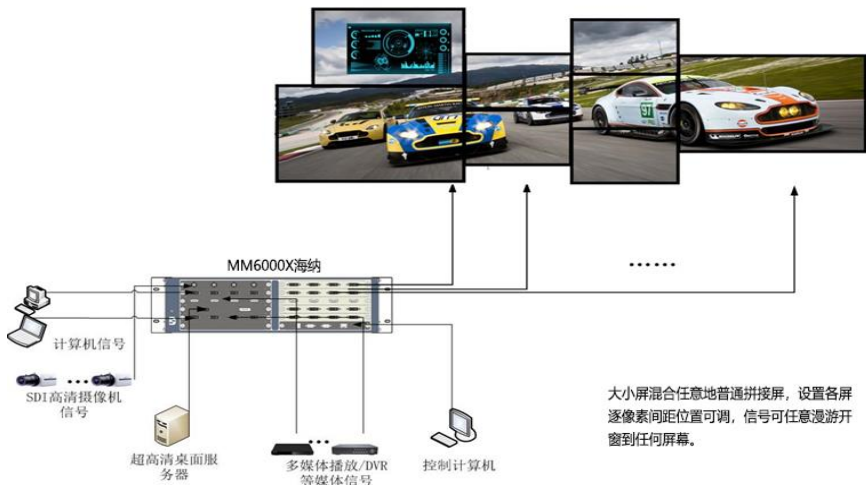 97
MM6000X海纳
......
计算机信号
... 
SDI高清摄像机
信号
超高清桌面服
务器
...
多媒体播放/DVR
等媒体信号
控制计算机
大小屏混合任意地普通拼接屏，设置各屏
逐像素间距位置可调，信号可任意漫游开
窗到任何屏幕。